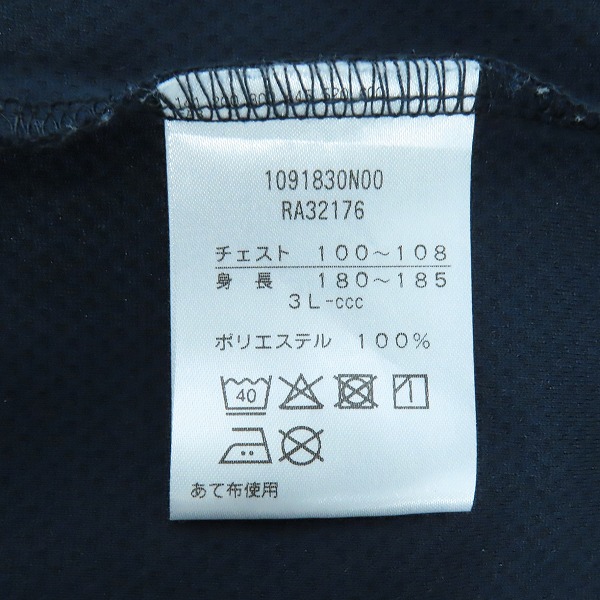 1091830N00
RA32176
チェスト 100~108
身長 180~185
3L-ccc
ポリエステル 100%
40
あて布使用